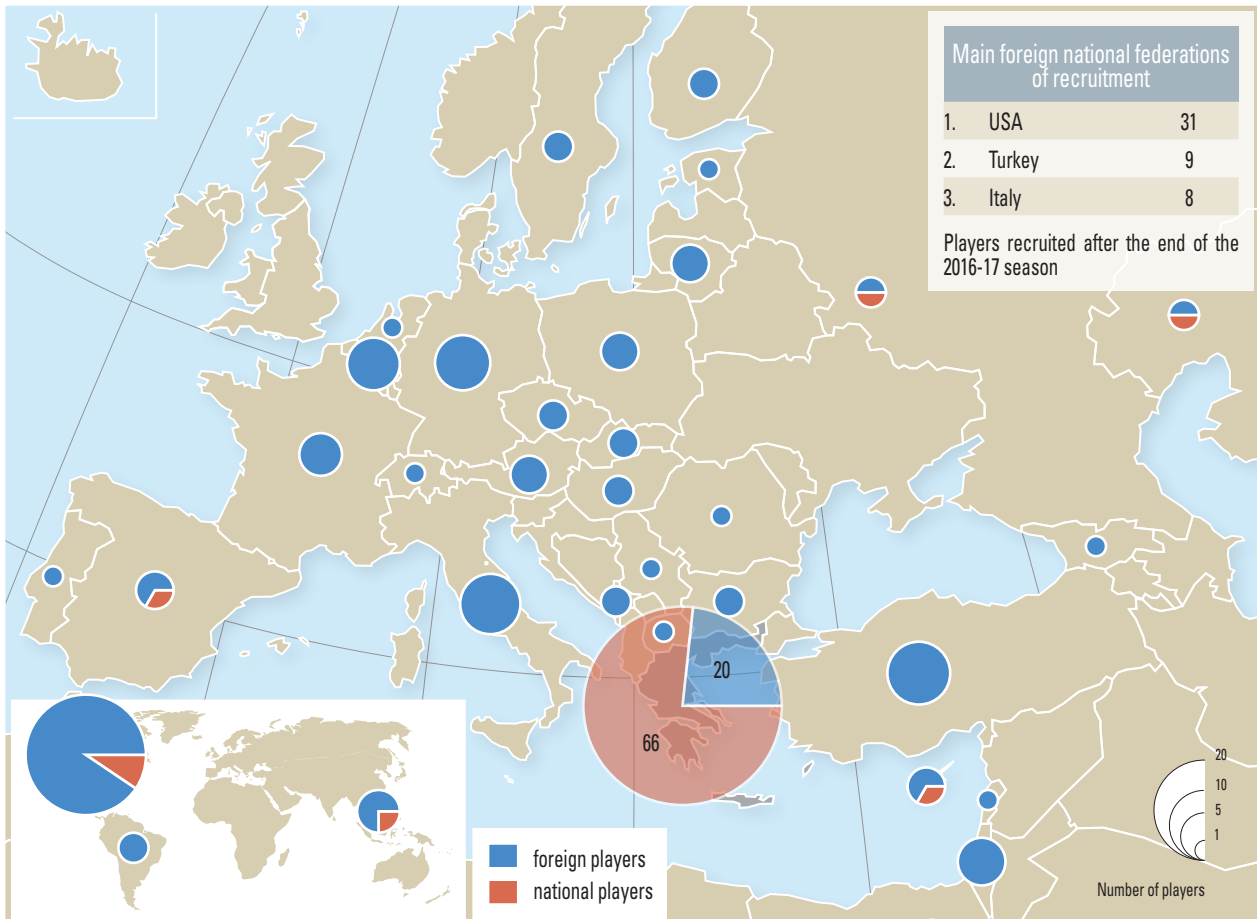 Main foreign national federations
of recruitment
1. USA 31
2. Turkey 9
3. Italy 8
Players recruited after the end of the
2016-17 season
20
66
20
10
5
1
Number of players
foreign players
national players